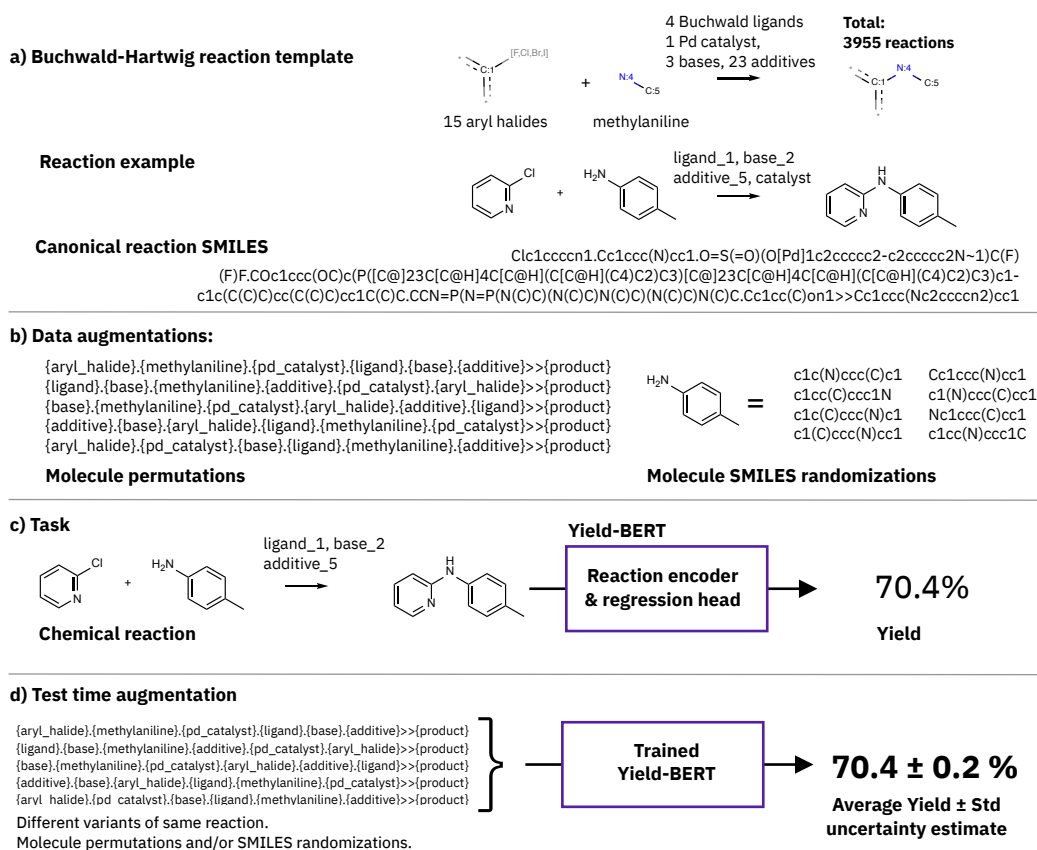 a) Buchwald-Hartwig reaction template
4 Buchwald ligands
1 Pd catalyst,
3 bases, 23 additives
Total:
3955 reactions
C:1
[F,Cl,Br,I]
+
N:4
C:5
C:1
N:4
C:5
15 aryl halides
methylaniline
Reaction example
ligand_1, base_2
additive_5, catalyst
Cl
N
+
H2N
H
N
N
Canonical reaction SMILES
Clc1ccccn1.Cc1ccc(N)cc1.O=S(=O)(O[Pd]1c2ccccc2-c2ccccc2N~1)C(F)
(F)F.COc1ccc(OC)c(P([C@]23C[C@H]4C[C@H](C[C@H](C4)C2)C3)[C@]23C[C@H]4C[C@H](C[C@H](C4)C2)C3)c1-
c1c(C(C)C)cc(C(C)C)cc1C(C)C.CCN=P(N=P(N(C)C)(N(C)C)N(C)C)(N(C)C)N(C)C.Cc1cc(C)on1>>Cc1ccc(Nc2ccccn2)cc1
b) Data augmentations:
{aryl_halide}.{methylaniline}.{pd_catalyst}.{ligand}.{base}.{additive}>>{product}
{ligand}.{base}.{methylaniline}.{additive}.{pd_catalyst}.{aryl_halide}>>{product}
{base}.{methylaniline}.{pd_catalyst}.{aryl_halide}.{additive}.{ligand}>>{product}
{additive}.{base}.{aryl_halide}.{ligand}.{methylaniline}.{pd_catalyst}>>{product}
{aryl_halide}.{pd_catalyst}.{base}.{ligand}.{methylaniline}.{additive}>>{product}
Molecule permutations
H2N
=
c1c(N)ccc(C)c1 Cc1ccc(N)cc1
c1cc(C)ccc1N c1(N)ccc(C)cc1
c1c(C)ccc(N)c1 Nc1ccc(C)cc1
c1(C)ccc(N)cc1 c1cc(N)ccc1C
Molecule SMILES randomizations
c) Task
ligand_1, base_2
additive_5
Cl
N
+
H2N
H
N
N
Chemical reaction
Yield-BERT
Reaction encoder
& regression head
70.4%
Yield
d) Test time augmentation
{aryl_halide}.{methylaniline}.{pd_catalyst}.{ligand}.{base}.{additive}>>{product}
{ligand}.{base}.{methylaniline}.{additive}.{pd_catalyst}.{aryl_halide}>>{product}
{base}.{methylaniline}.{pd_catalyst}.{aryl_halide}.{additive}.{ligand}>>{product}
{additive}.{base}.{aryl_halide}.{ligand}.{methylaniline}.{pd_catalyst}>>{product}
{aryl_halide}.{pd_catalyst}.{base}.{ligand}.{methylaniline}.{additive}>>{product}
Different variants of same reaction.
Molecule permutations and/or SMILES randomizations.
Trained
Yield-BERT
70.4 ± 0.2 %
Average Yield ± Std
uncertainty estimate